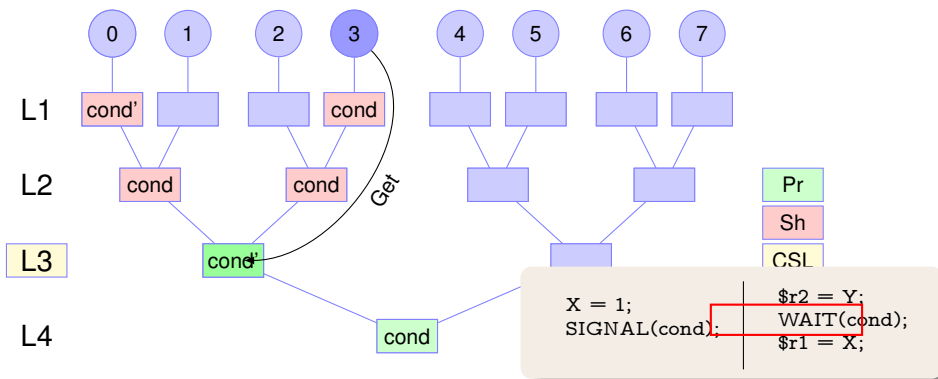 0 1 2 3 4 5 6 7
L1 cond' cond
Get
L2 cond cond Pr
Sh
L3 cond' CSL
X = 1; $r2 = Y;
SIGNAL(cond); WAIT(cond);
$r1 = X;
L4 cond